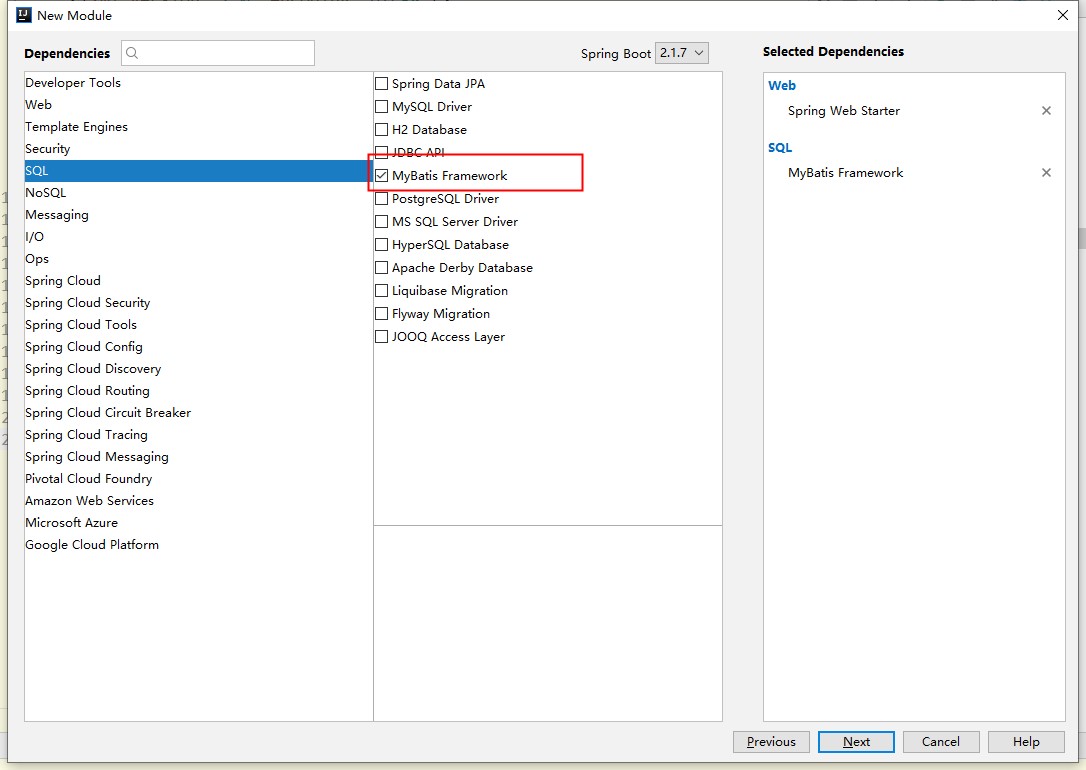 New Module
Dependencies
Spring Boot 2.1.7
Selected Dependencies
Developer Tools
Web
Template Engines
Security
SQL
NoSQL
Messaging
I/O
Ops
Spring Cloud
Spring Cloud Security
Spring Cloud Tools
Spring Cloud Config
Spring Cloud Discovery
Spring Cloud Routing
Spring Cloud Circuit Breaker
Spring Cloud Tracing
Spring Cloud Messaging
Pivotal Cloud Foundry
Amazon Web Services
Microsoft Azure
Google Cloud Platform
Spring Data JPA
MySQL Driver
H2 Database
JDBC API
MyBatis Framework
PostgreSQL Driver
MS SQL Server Driver
HyperSQL Database
Apache Derby Database
Liquibase Migration
Flyway Migration
JOOQ Access Layer
Web
Spring Web Starter
SQL
MyBatis Framework
Previous
Next
Cancel
Help